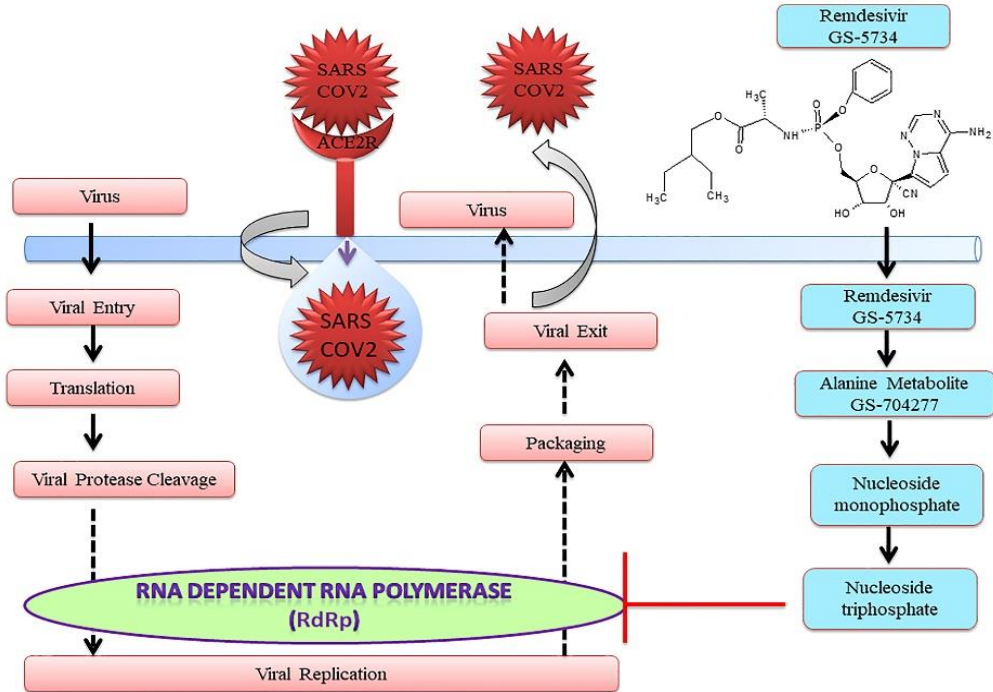 Remdesivir
GS-5734
SARS
COV2
ACE2R
SARS
COV2
H₃C
CH₃
CH₃
O
O
NH
P
O
O
O
O
N
N
N
NH₂
CN
HO
OH
Virus
Virus
SARS
COV2
Viral Entry
Translation
Viral Protease Cleavage
Viral Exit
Packaging
Remdesivir
GS-5734
Alanine Metabolite
GS-704277
Nucleoside
monophosphate
Nucleoside
triphosphate
RNA DEPENDENT RNA POLYMERASE
(RdRp)
Viral Replication